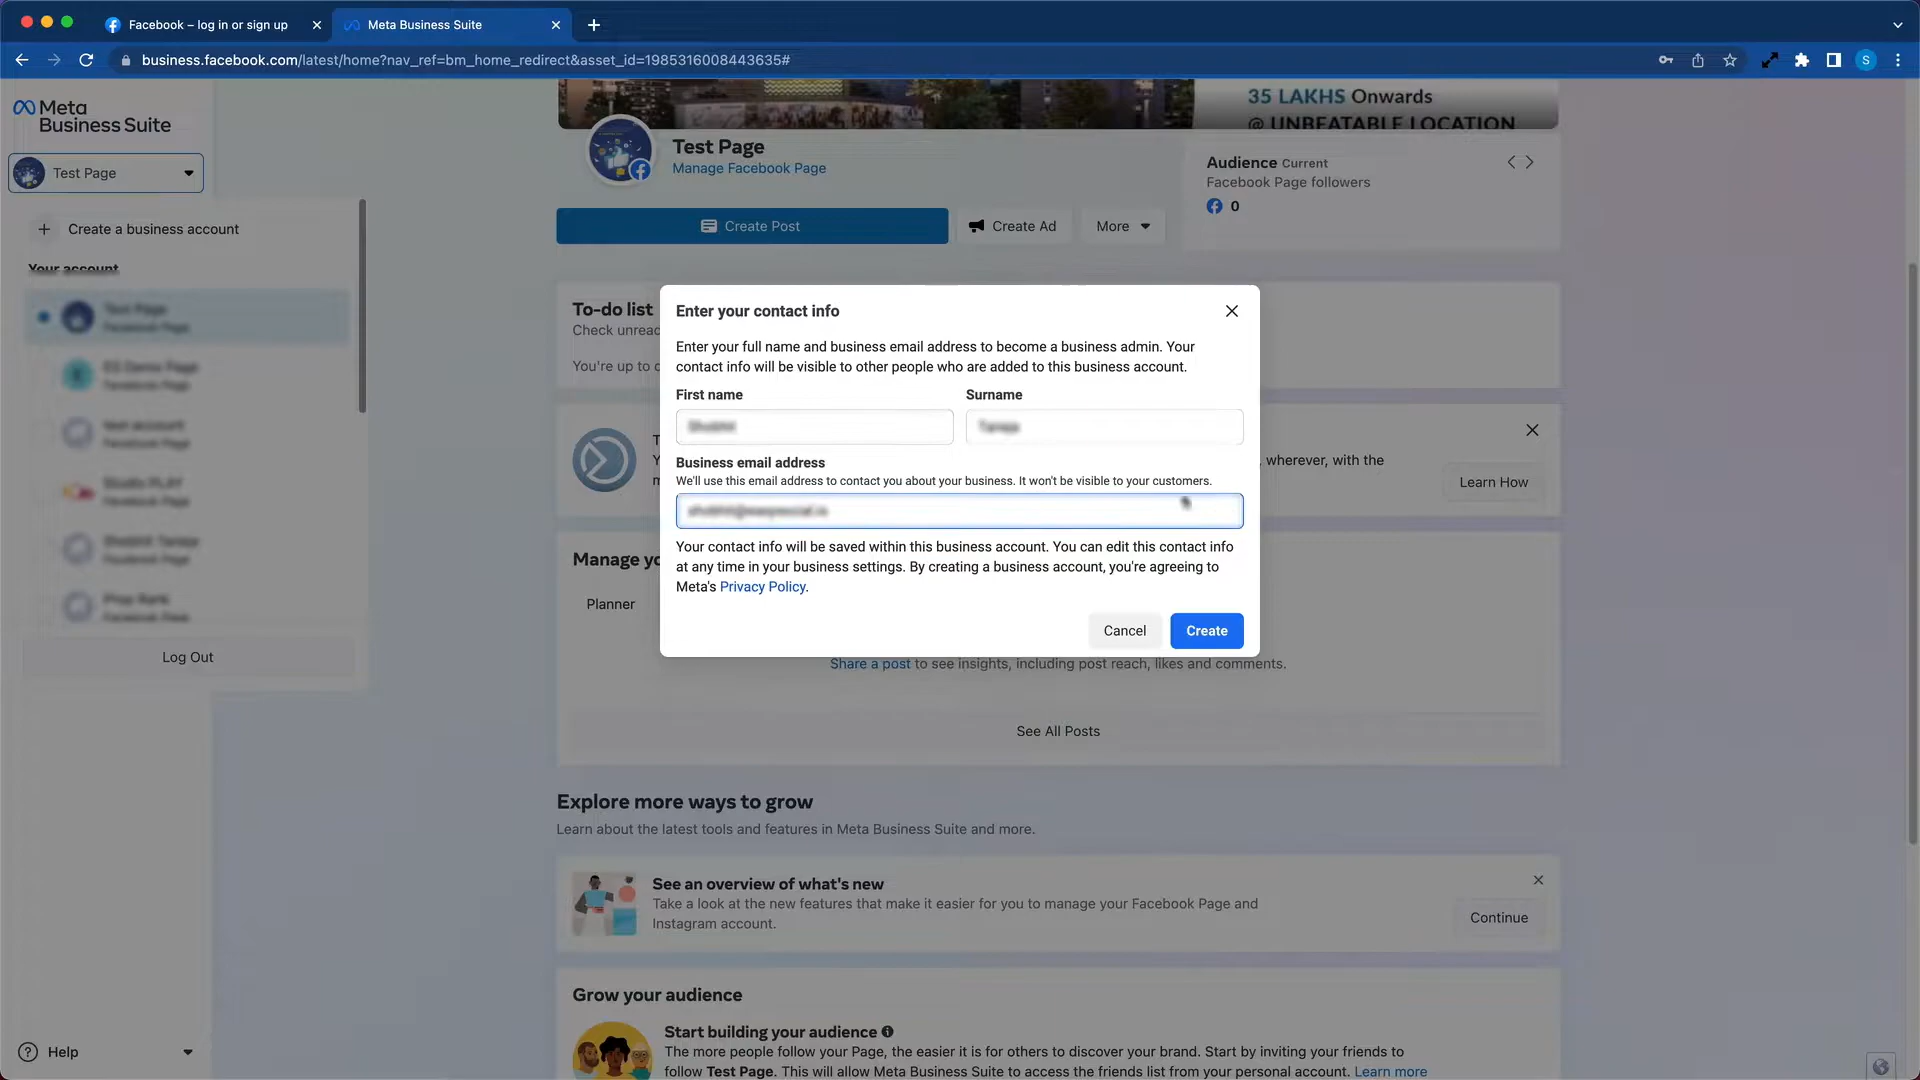 Facebook – log in or sign up
Meta Business Suite
business.facebook.com/latest/home?nav_ref=bm_home_redirect&asset_id=1985316008443635#
S
Meta
Business Suite
Test Page
Create a business account
Your account
Log Out
Help
35 LAKHS Onwards
@ UNBEATABLE LOCATION
Test Page
Manage Facebook Page
Create Post
Create Ad
More
Audience Current
Facebook Page followers
0
To-do list
Check unread
You're up to
Enter your contact info
Enter your full name and business email address to become a business admin. Your
contact info will be visible to other people who are added to this business account.
First name
Surname
Business email address
We'll use this email address to contact you about your business. It won't be visible to your customers.
Your contact info will be saved within this business account. You can edit this contact info
at any time in your business settings. By creating a business account, you're agreeing to
Meta's Privacy Policy.
Cancel
Create
, wherever, with the
Learn How
Manage
Planner
Share a post to see insights, including post reach, likes and comments.
See All Posts
Explore more ways to grow
Learn about the latest tools and features in Meta Business Suite and more.
See an overview of what's new
Take a look at the new features that make it easier for you to manage your Facebook Page and
Instagram account.
Continue
Grow your audience
Start building your audience
The more people follow your Page, the easier it is for others to discover your brand. Start by inviting your friends to
follow Test Page. This will allow Meta Business Suite to access the friends list from your personal account. Learn more